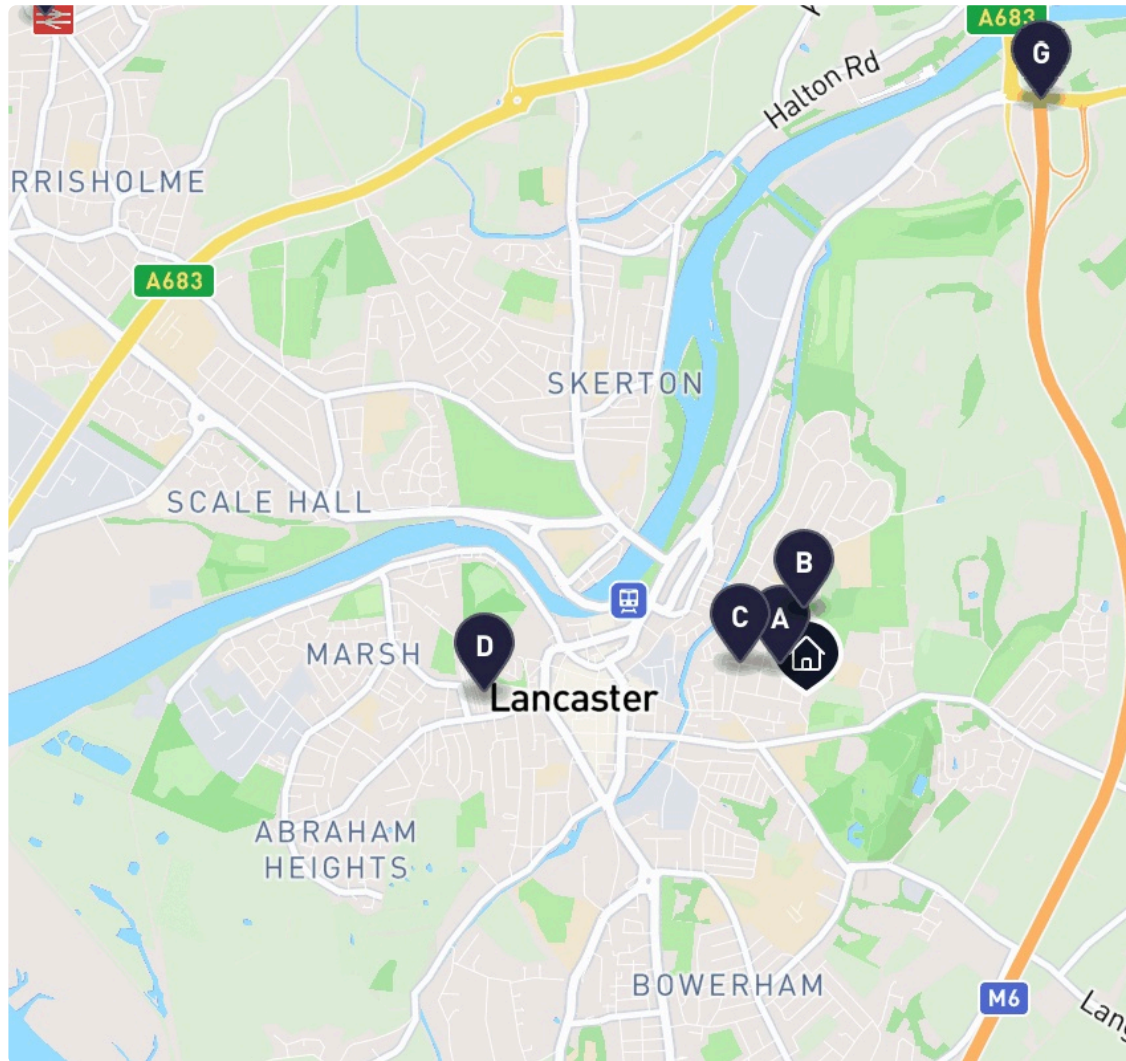 A683
G
Halton Rd
RRISHOLME
A683
SKERTON
SCALE HALL
B
C
A
D
MARSH
Lancaster
ABRAHAM
HEIGHTS
BOWERHAM
M6
Lang